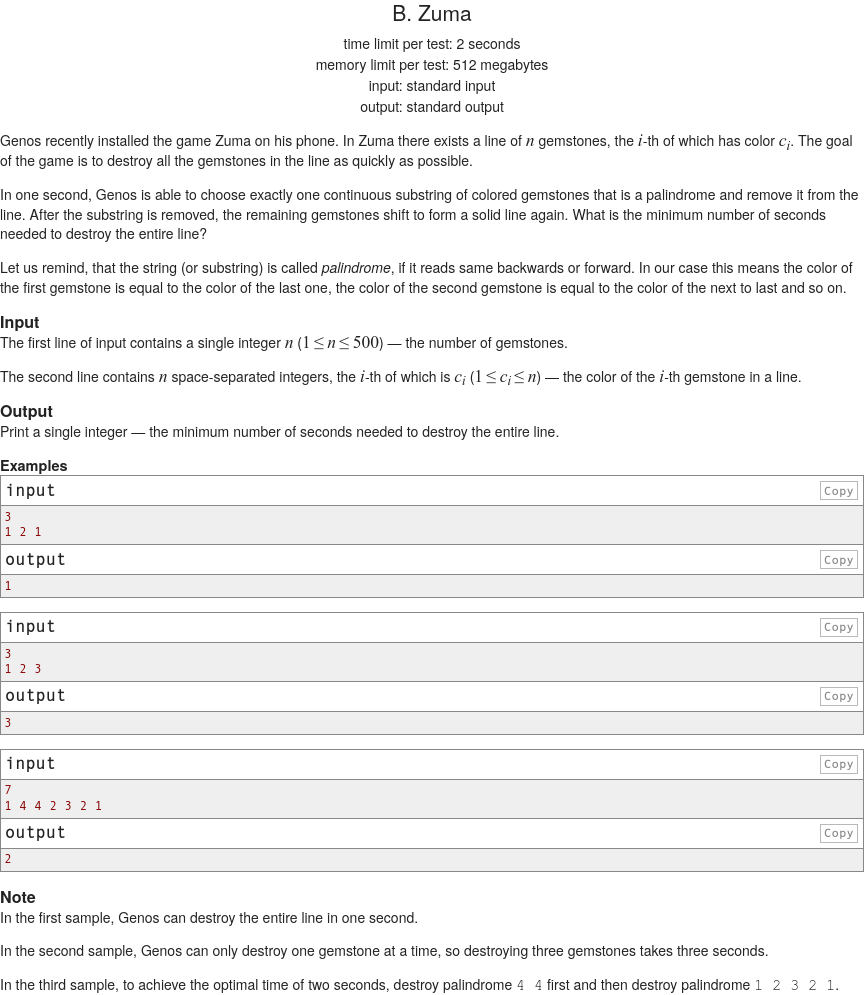 B. Zuma
time limit per test: 2 seconds
memory limit per test: 512 megabytes
input: standard input
output: standard output
Genos recently installed the game Zuma on his phone. In Zuma there exists a line of n gemstones, the i-th of which has color ci. The goal
of the game is to destroy all the gemstones in the line as quickly as possible.
In one second, Genos is able to choose exactly one continuous substring of colored gemstones that is a palindrome and remove it from the
line. After the substring is removed, the remaining gemstones shift to form a solid line again. What is the minimum number of seconds
needed to destroy the entire line?
Let us remind, that the string (or substring) is called palindrome, if it reads same backwards or forward. In our case this means the color of
the first gemstone is equal to the color of the last one, the color of the second gemstone is equal to the color of the next to last and so on.
Input
The first line of input contains a single integer n (1 ≤ n ≤ 500) — the number of gemstones.
The second line contains n space-separated integers, the i-th of which is ci (1 ≤ ci ≤ n) — the color of the i-th gemstone in a line.
Output
Print a single integer — the minimum number of seconds needed to destroy the entire line.
Examples
input Copy
3
1 2 1
output Copy
1
input Copy
3
1 2 3
output Copy
3
input Copy
7
1 4 4 2 3 2 1
output Copy
2
Note
In the first sample, Genos can destroy the entire line in one second.
In the second sample, Genos can only destroy one gemstone at a time, so destroying three gemstones takes three seconds.
In the third sample, to achieve the optimal time of two seconds, destroy palindrome 4 4 first and then destroy palindrome 1 2 3 2 1.